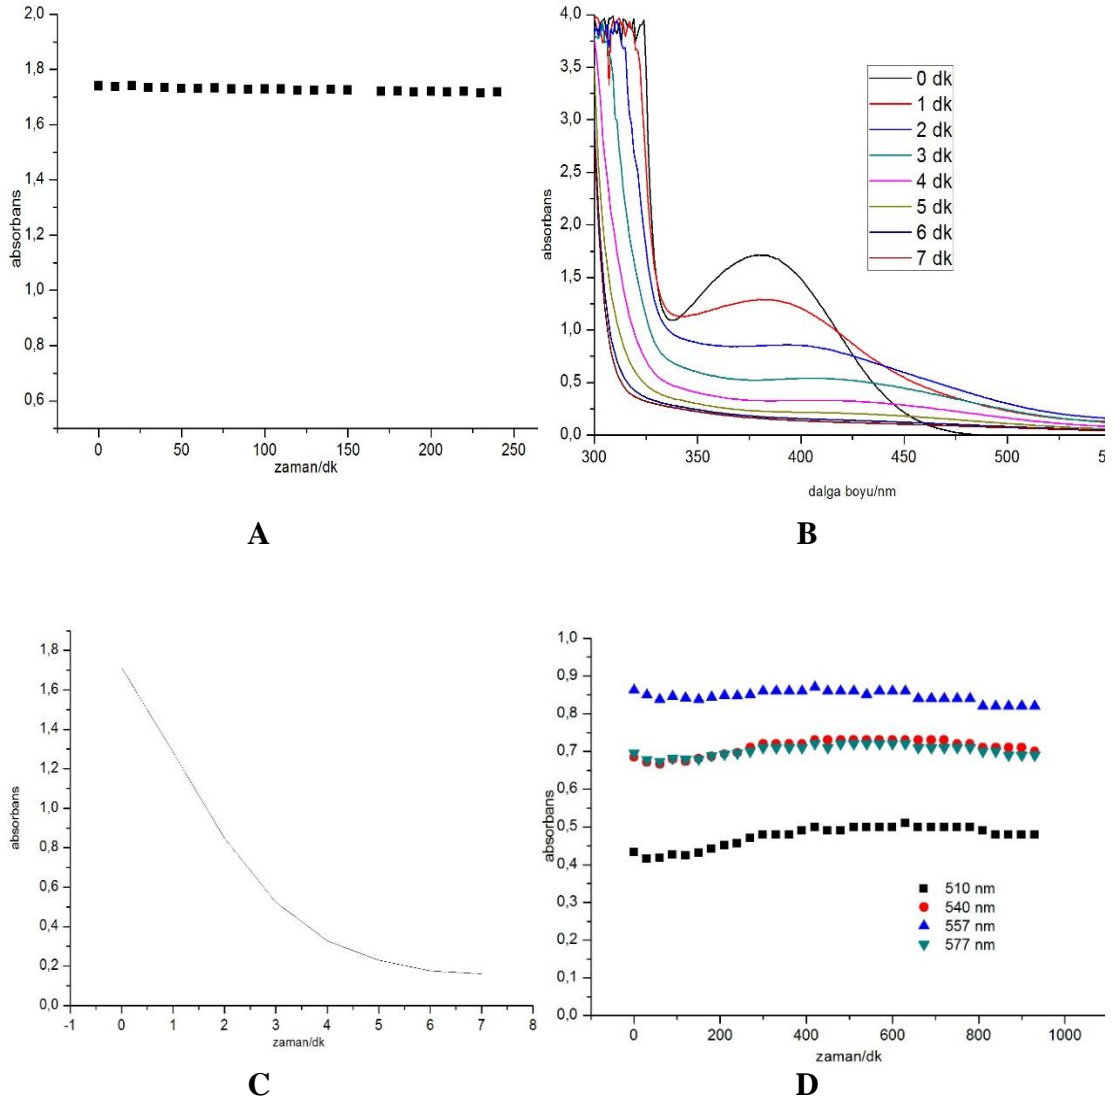 2,0
1,8
1,6
1,4
1,2
1,0
0,8
0,6
absorbans
0 50 100 150 200 250
zaman/dk
A
4,0
3,5
3,0
2,5
2,0
1,5
1,0
0,5
0,0
absorbans
300 350 400 450 500
dalga boyu/nm
0 dk
1 dk
2 dk
3 dk
4 dk
5 dk
6 dk
7 dk
B
1,8
1,6
1,4
1,2
1,0
0,8
0,6
0,4
0,2
0,0
absorbans
-1 0 1 2 3 4 5 6 7 8
zaman/dk
C
1,0
0,9
0,8
0,7
0,6
0,5
0,4
0,3
0,2
0,1
0,0
absorbans
0 200 400 600 800 1000
zaman/dk
510 nm
540 nm
557 nm
577 nm
D